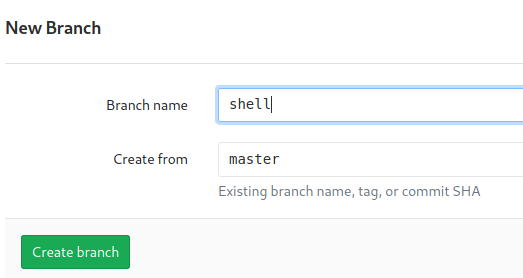 New Branch
Branch name
shell
Create from
master
Existing branch name, tag, or commit SHA
Create branch